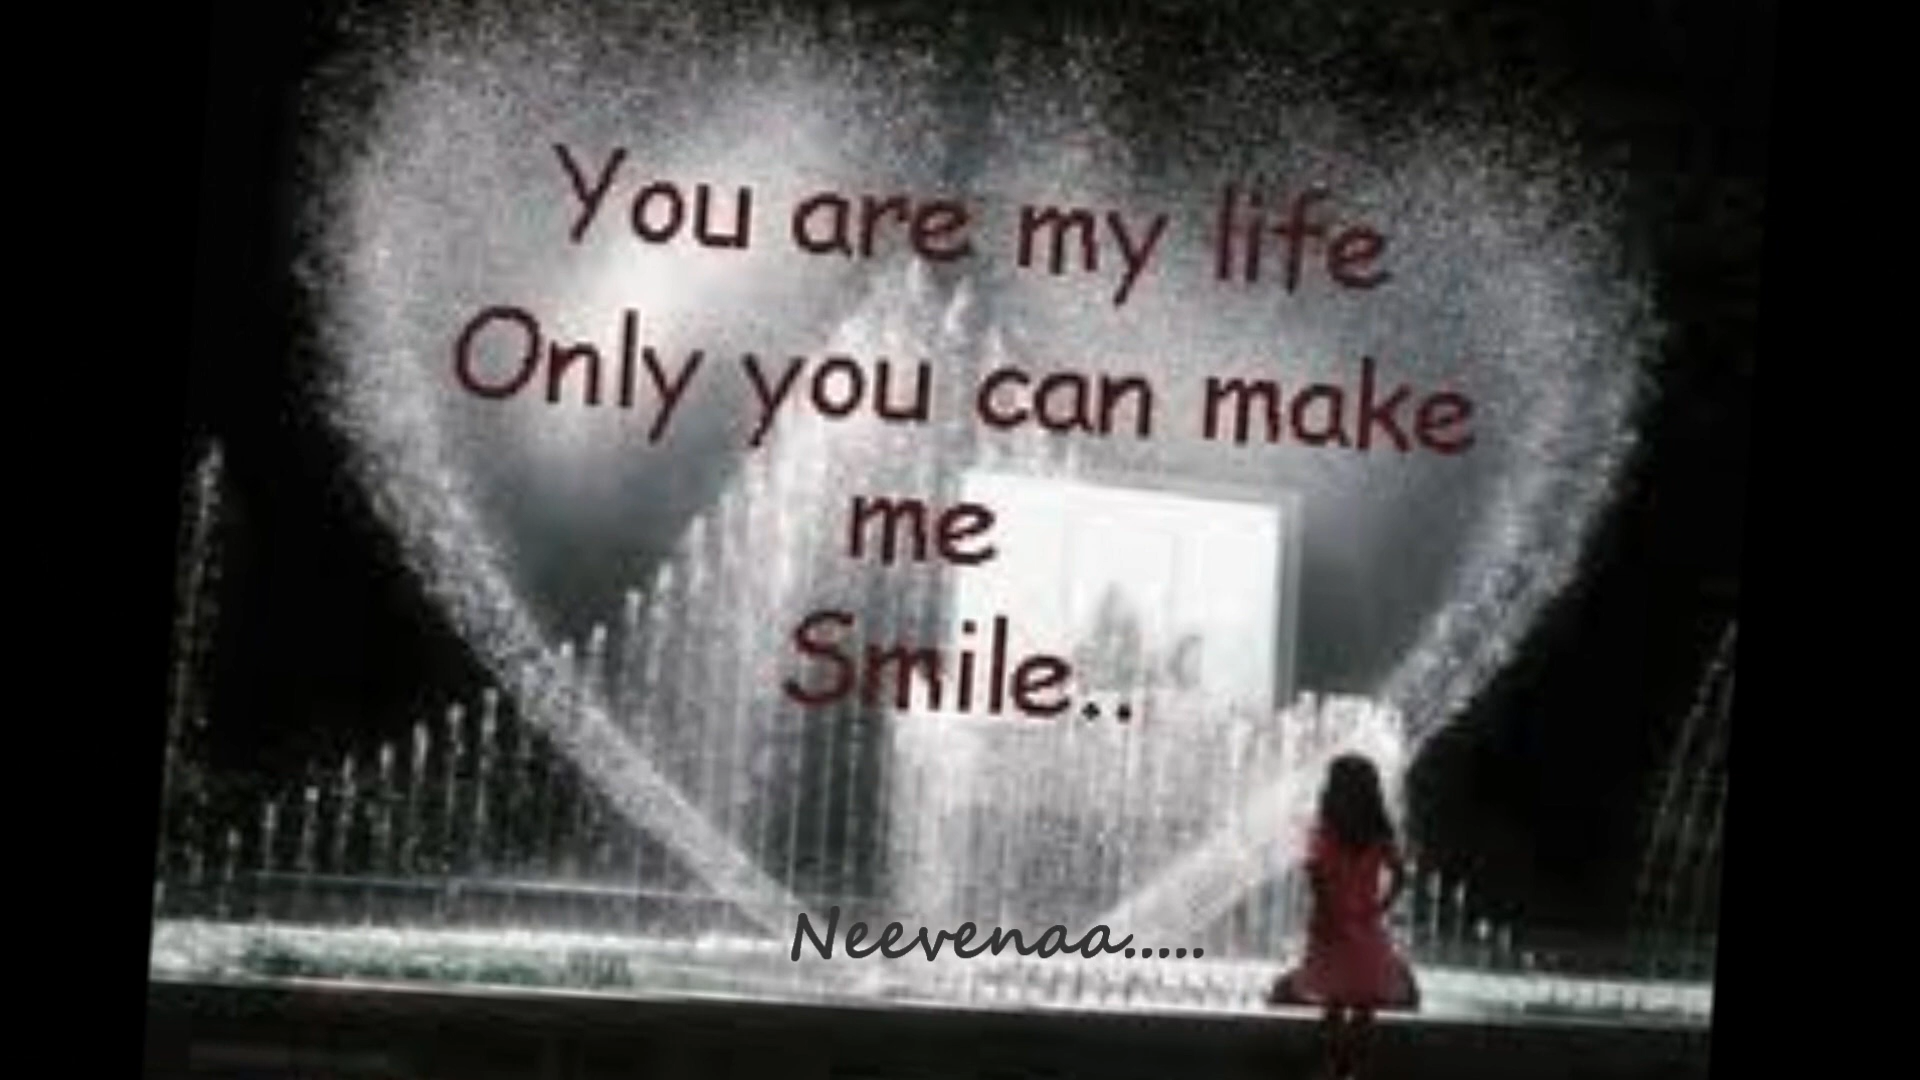 You are my life
Only you can make
me
Smile..
Neevenaa.....